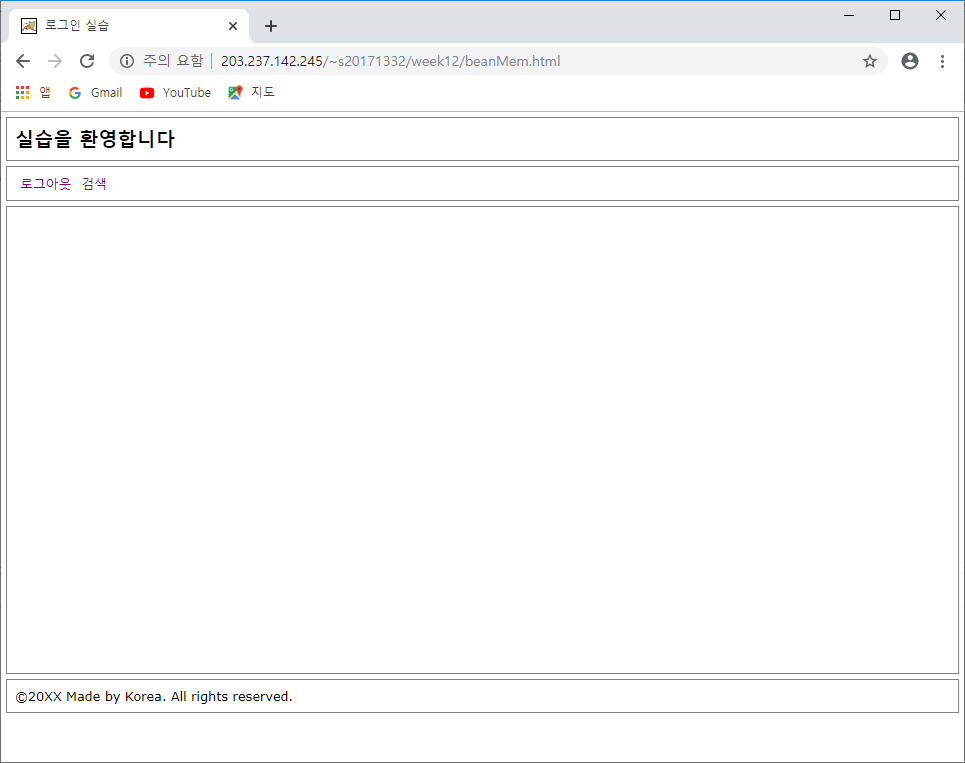 로그인 실습
주의 요함 203.237.142.245/~s20171332/week12/beanMem.html
앱 Gmail YouTube 지도
실습을 환영합니다
로그아웃 검색
©20XX Made by Korea. All rights reserved.